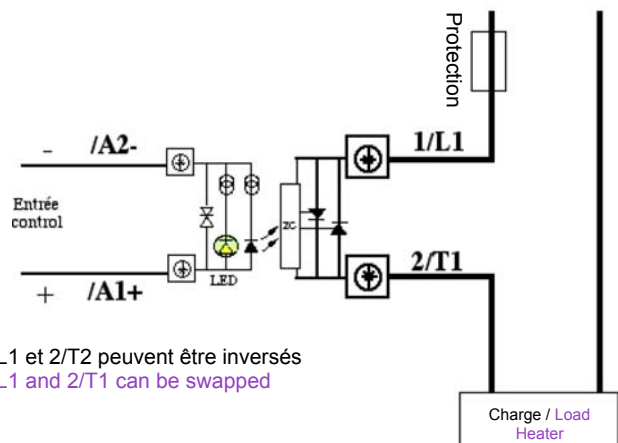 Protection
- /A2-
1/L1
Entrée
control
ZC
LED
2/T1
+ /A1+
L1 et 2/T2 peuvent être inversés
L1 and 2/T1 can be swapped
Charge / Load
Heater